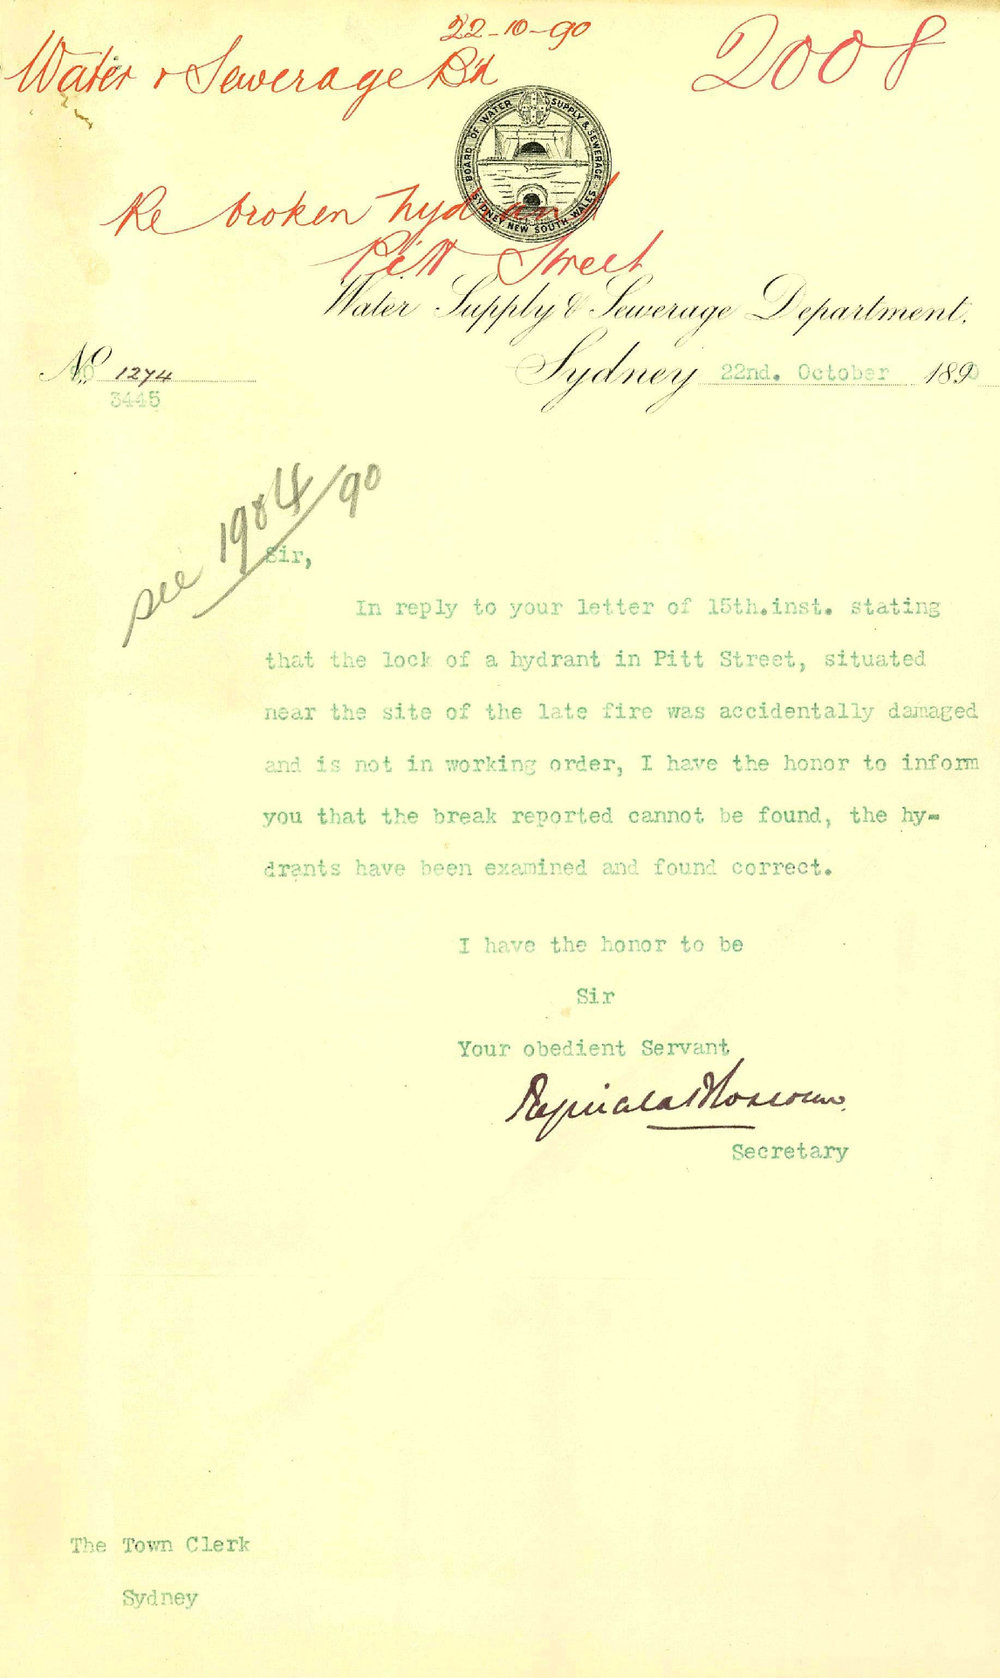 22-10-90
Water & Sewerage Bd
2008
BOARD OF WATER SUPPLY & SEWERAGE
SYDNEY NEW SOUTH WALES
Re broken hydrant
Pitt Street
Water Supply & Sewerage Department.
No. 90 1274
3445
Sydney 22nd. October 1890
see 1984/90
Sir,
In reply to your letter of 15th.inst. stating
that the lock of a hydrant in Pitt Street, situated
near the site of the late fire was accidentally damaged
and is not in working order, I have the honor to inform
you that the break reported cannot be found, the hy-
drants have been examined and found correct.
I have the honor to be
Sir
Your obedient Servant
Secretary
The Town Clerk
Sydney